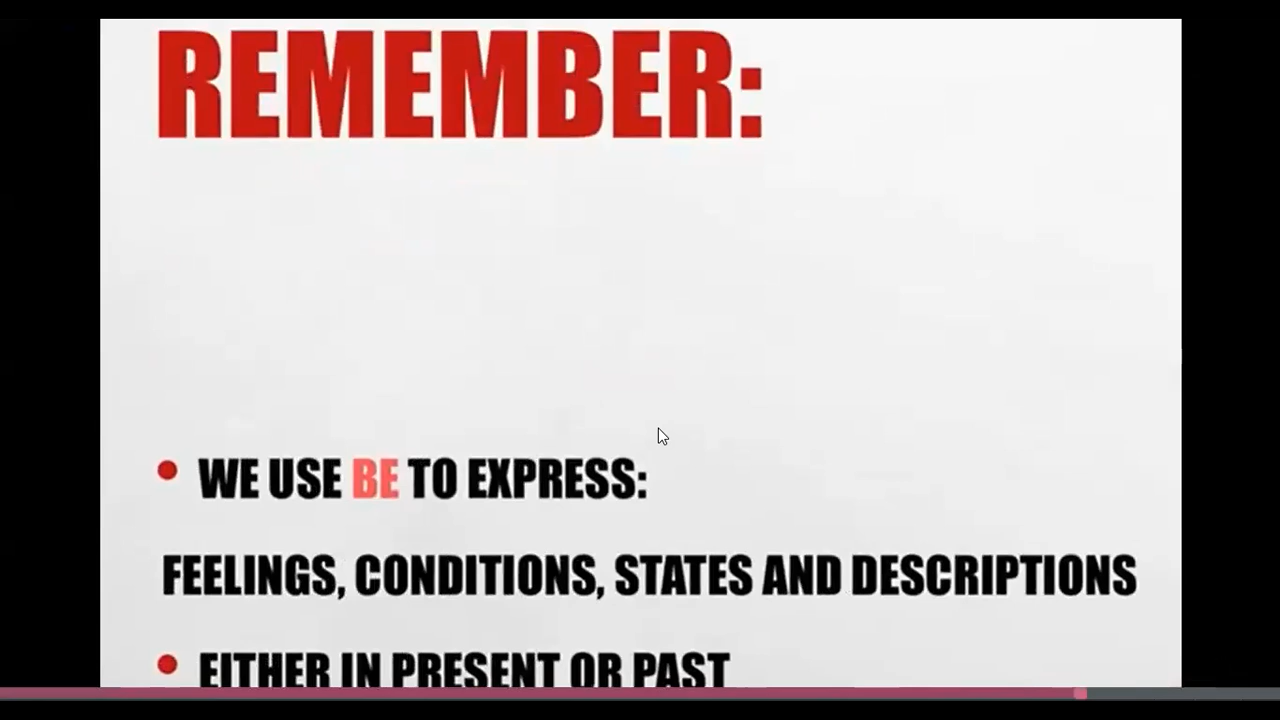 REMEMBER:
• WE USE BE TO EXPRESS:
FEELINGS, CONDITIONS, STATES AND DESCRIPTIONS
• EITHER IN PRESENT OR PAST